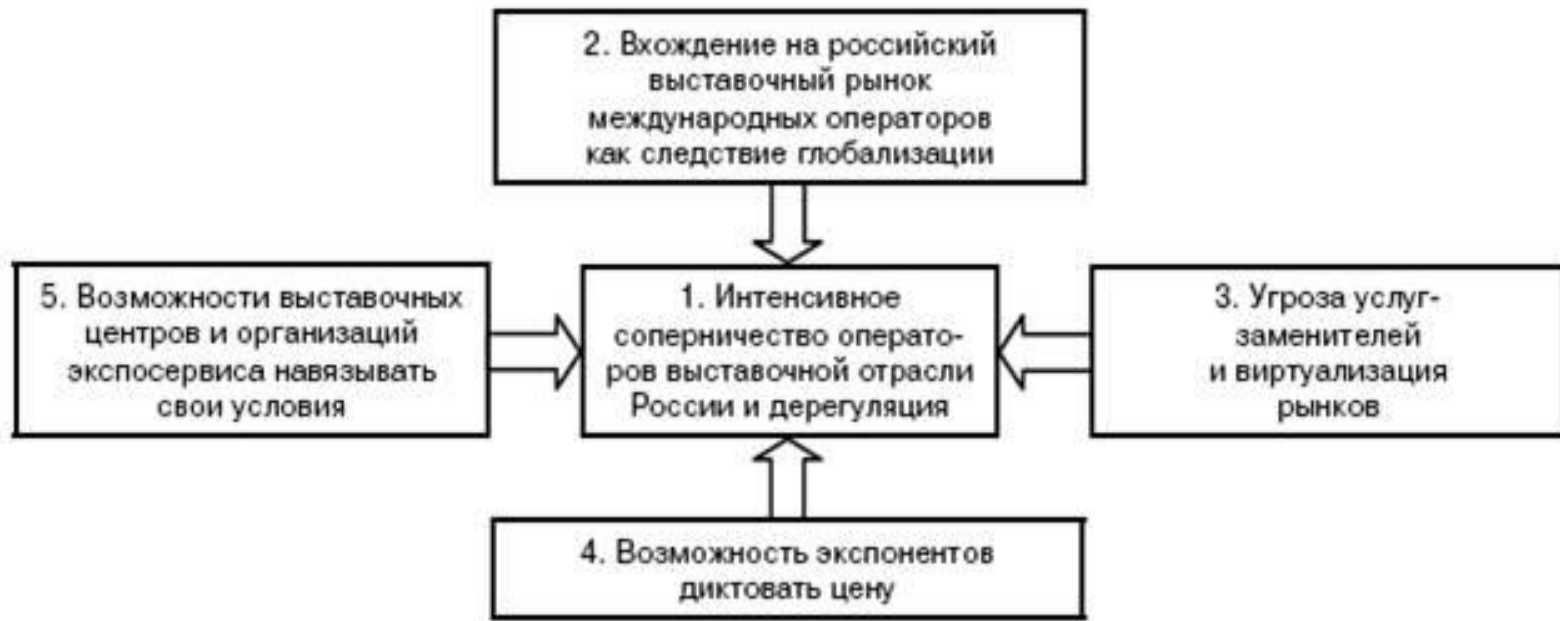 2. Вхождение на российский
выставочный рынок
международных операторов
как следствие глобализации
5. Возможности выставочных
центров и организаций
экспосервиса навязывать
свои условия
1. Интенсивное
соперничество операто-
ров выставочной отрасли
России и дерегуляция
3. Угроза услуг-
заменителей
и виртуализация
рынков
4. Возможность экспонентов
диктовать цену